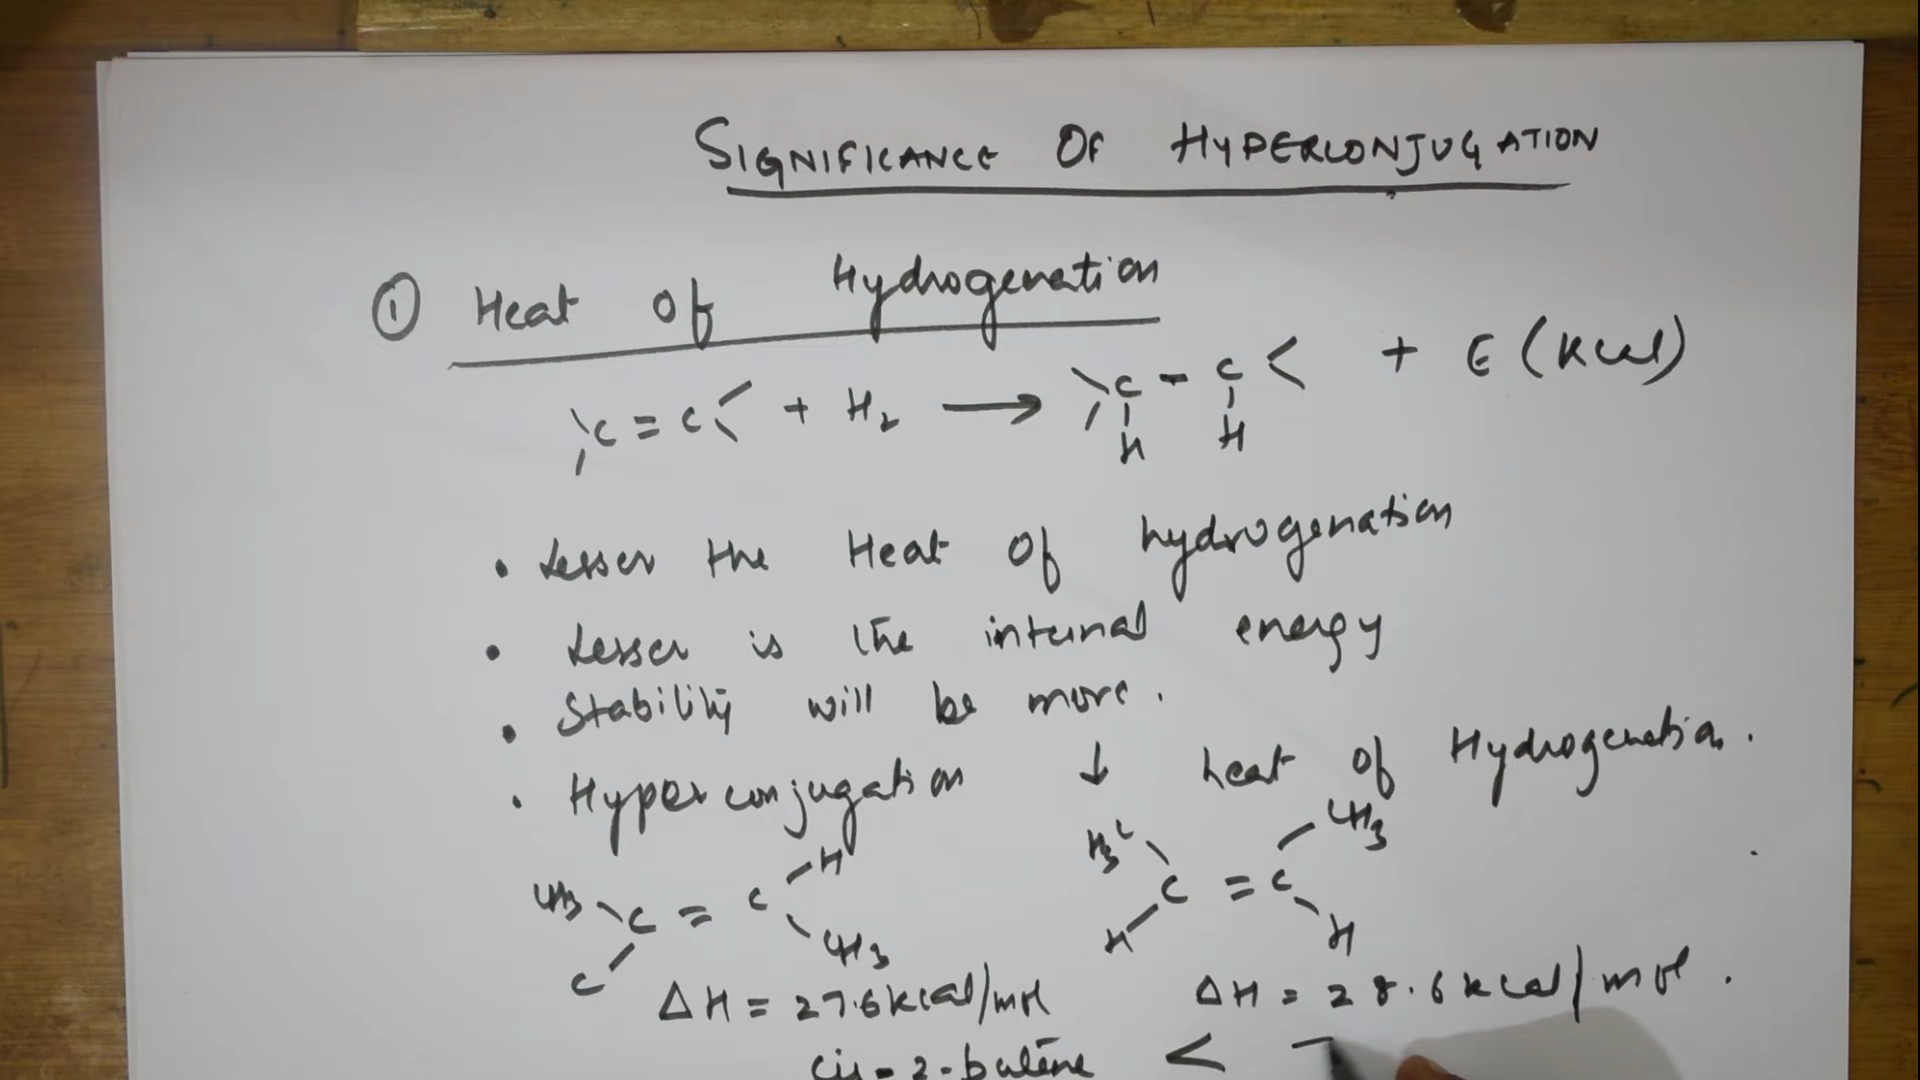 SIGNIFICANCE OF HYPERCONJUGATION
① Heat of Hydrogenation
C = C + H2 → C - C + E (Kcal)
H H
• Lesser the Heat of hydrogenation
• Lesser is the internal energy
• Stability will be more.
• Hyperconjugation ↓ heat of Hydrogenation.
CH3 C = C H
C CH3
H3C C = C CH3
H H
ΔH = 27.6 kcal/mol ΔH = 28.6 kcal/mol.
cis-2-butene <